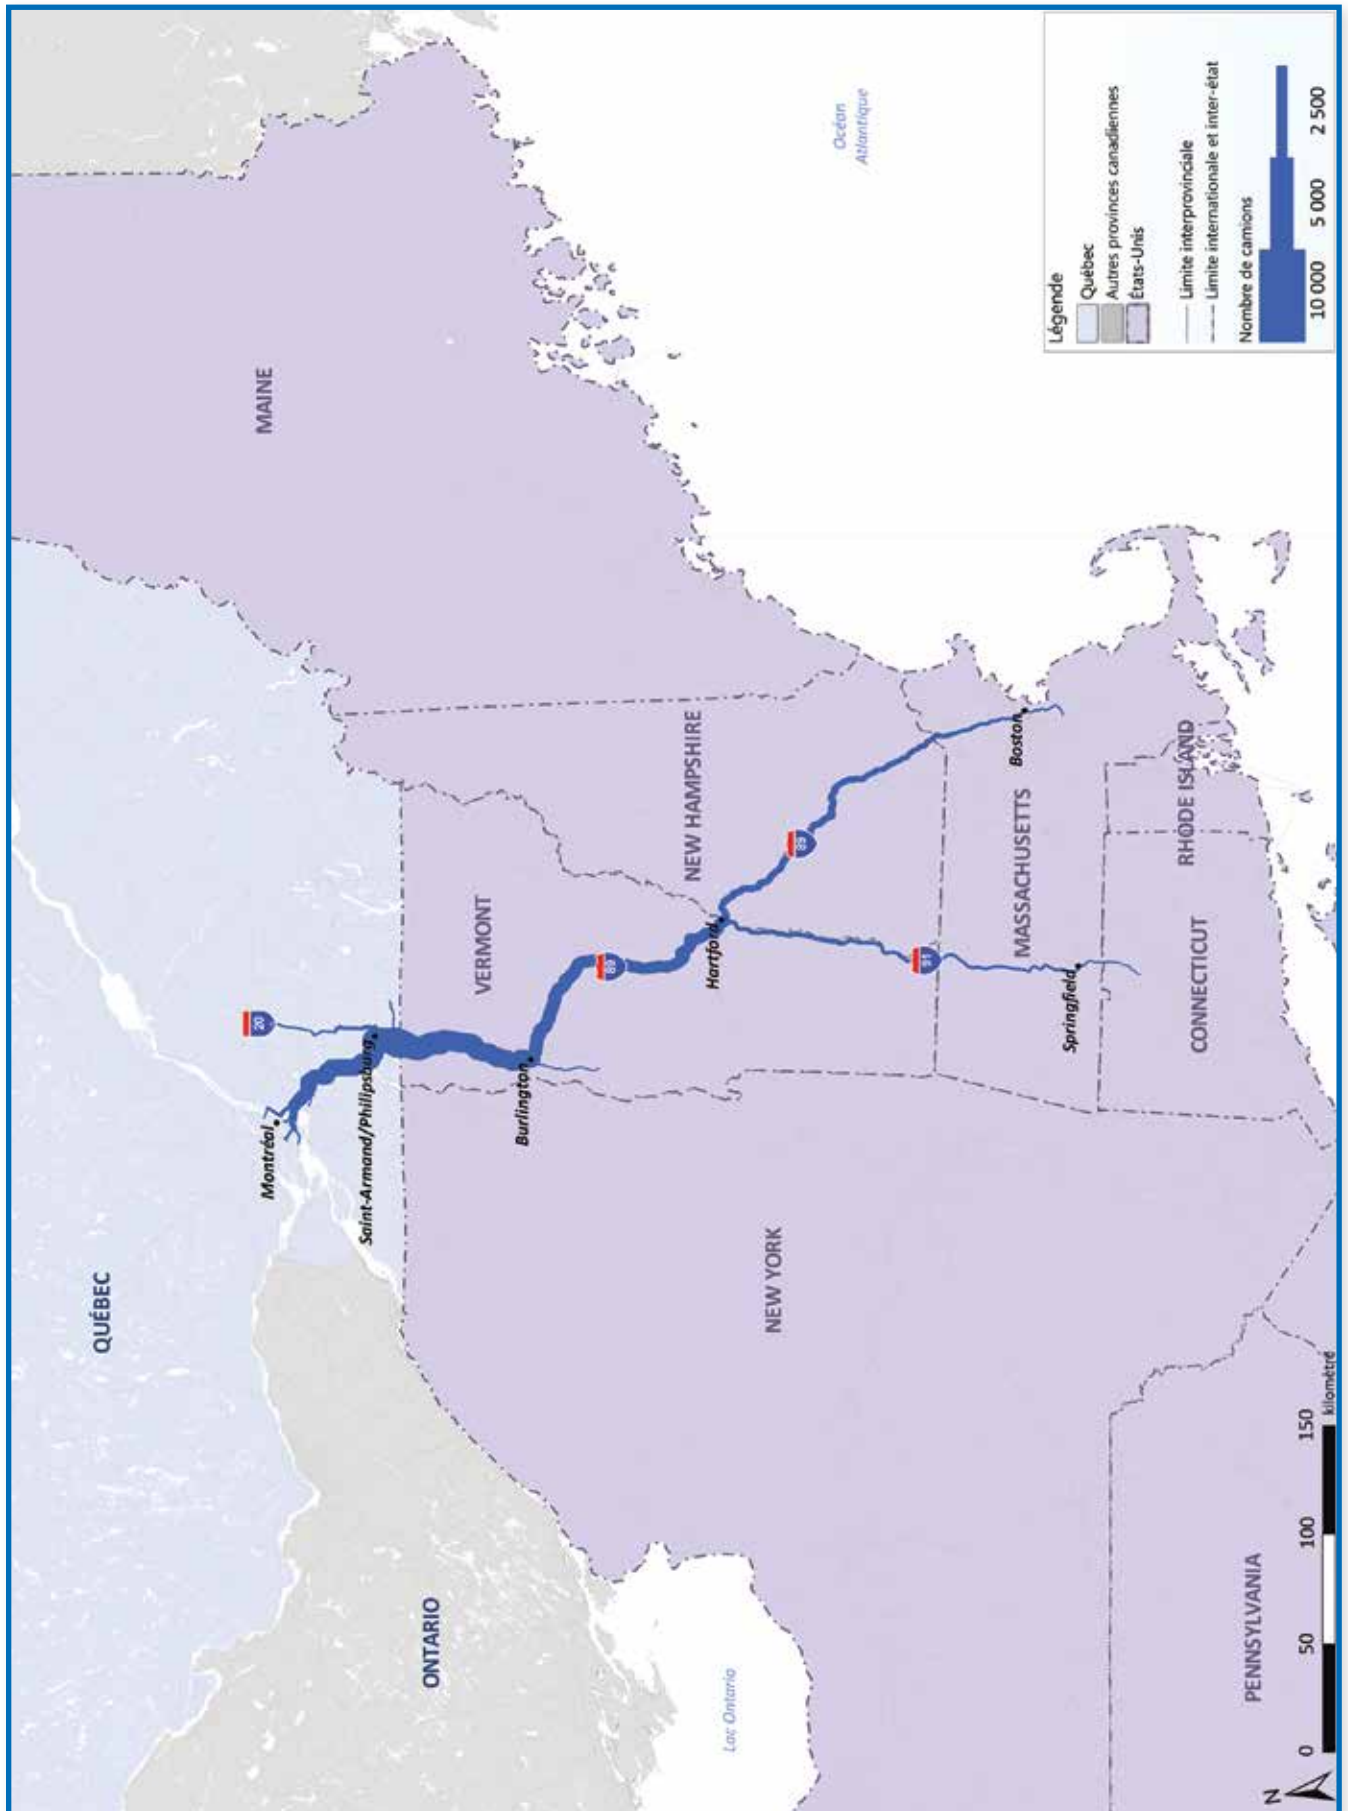 QUÉBEC
ONTARIO
MAINE
Montréal
20
Saint-Armand/Philipsburg
VERMONT
Burlington
89
NEW HAMPSHIRE
Hartford
89
NEW YORK
91
MASSACHUSETTS
Boston
Springfield
CONNECTICUT
RHODE ISLAND
PENNSYLVANIA
Lac Ontario
Océan
Atlantique
N
0 50 100 150
kilomètre
Légende
Québec
Autres provinces canadiennes
États-Unis
Limite interprovinciale
Limite internationale et inter-état
Nombre de camions
10 000 5 000 2 500